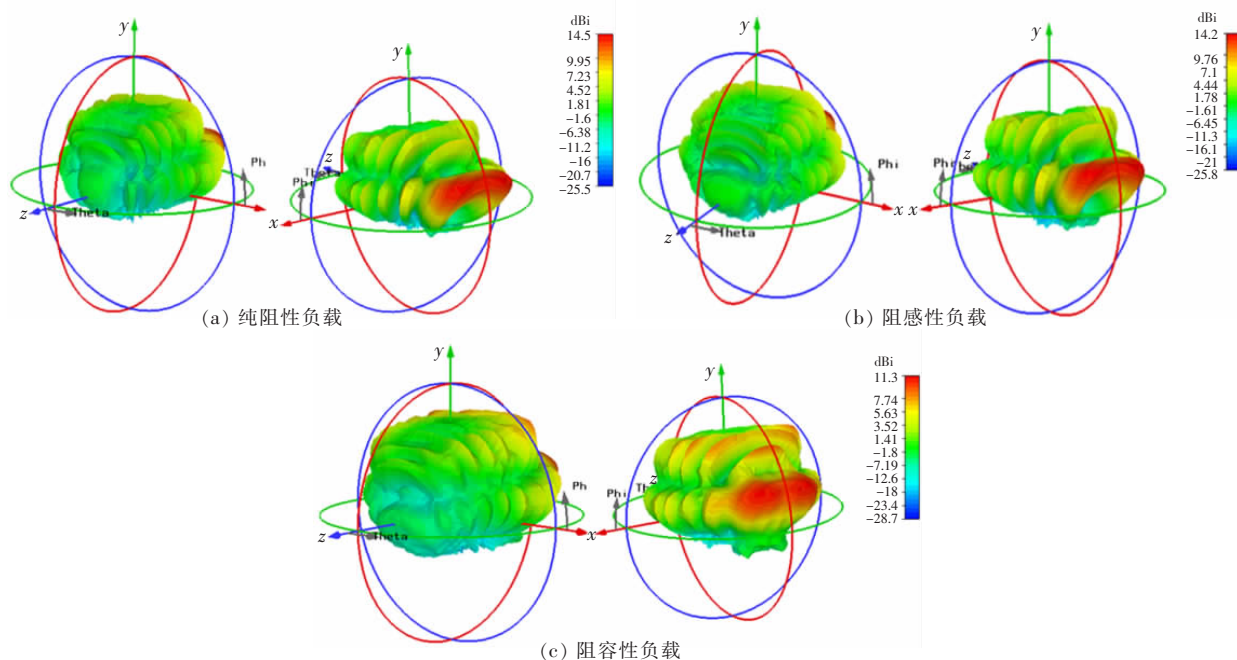 y
z
Theta
Ph
y
z
Theta
Phi
x
dBi
14.5
9.95
7.23
4.52
1.81
−1.6
−6.38
−11.2
−16
−20.7
−25.5
(a) 纯阻性负载
y
z
Theta
Phi
x
y
z
Phi
x
dBi
14.2
9.76
7.1
4.44
1.78
−1.61
−6.45
−11.3
−16.1
−21
−25.8
(b) 阻感性负载
y
z
Theta
Ph
x
y
z
Phi
dBi
11.3
7.74
5.63
3.52
1.41
−1.8
−7.19
−12.6
−18
−23.4
−28.7
(c) 阻容性负载